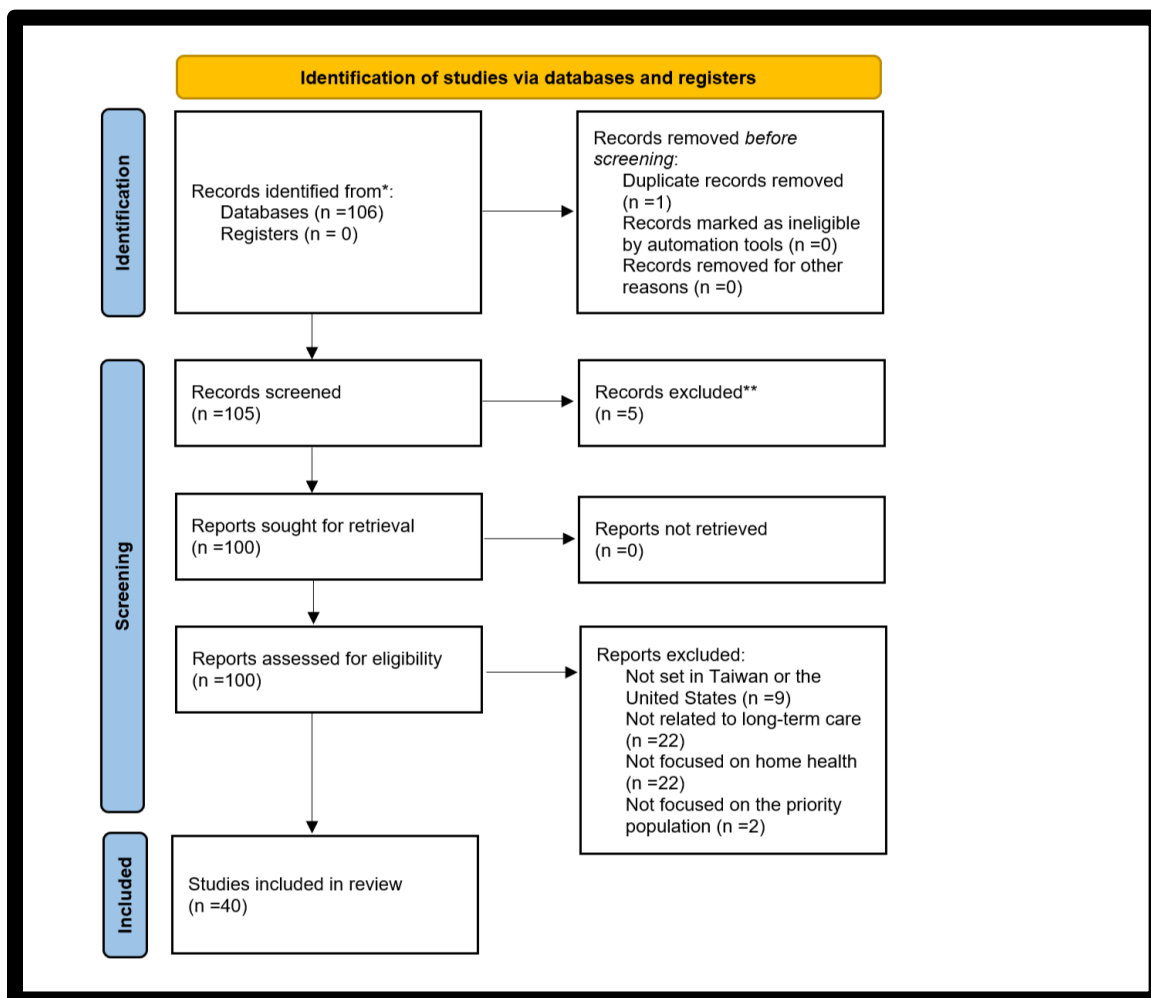 Identification of studies via databases and registers
Identification
Records identified from*:
Databases (n =106)
Registers (n = 0)
Records removed before
screening:
Duplicate records removed
(n =1)
Records marked as ineligible
by automation tools (n =0)
Records removed for other
reasons (n =0)
Screening
Records screened
(n =105)
Records excluded**
(n =5)
Reports sought for retrieval
(n =100)
Reports not retrieved
(n =0)
Reports assessed for eligibility
(n =100)
Reports excluded:
Not set in Taiwan or the
United States (n =9)
Not related to long-term care
(n =22)
Not focused on home health
(n =22)
Not focused on the priority
population (n =2)
Included
Studies included in review
(n =40)